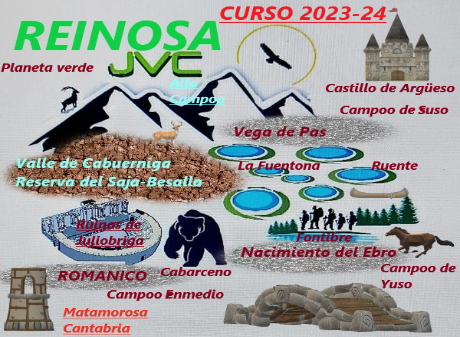 CURSO 2023-24
REINOSA
JVC
Planeta verde
Alto
Campoo
Castillo de Argüeso
Campoo de Suso
Vega de Pas
Valle de Cabuerniga
Reserva del Saja-Besalla
La Fuentona
Ruente
Ruinas de
Jullobriga
Fontibre
Nacimiento del Ebro
ROMANICO
Cabarceno
Campoo de
Yuso
Campoo Enmedio
Matamorosa
Cantabria